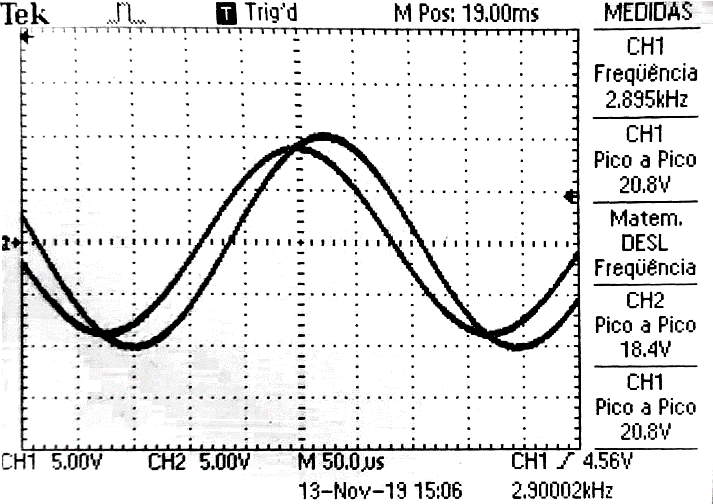 Tek T Trig'd M Pos: 19.00ms MEDIDAS
CH1
Freqüência
2.895kHz
CH1
Pico a Pico
20.8V
Matem.
DESL
Freqüência
CH2
Pico a Pico
18.4V
CH1
Pico a Pico
20.8V
2
CH1 5.00V CH2 5.00V M 50.0µs CH1 4.56V
13-Nov-19 15:06 2.90002kHz